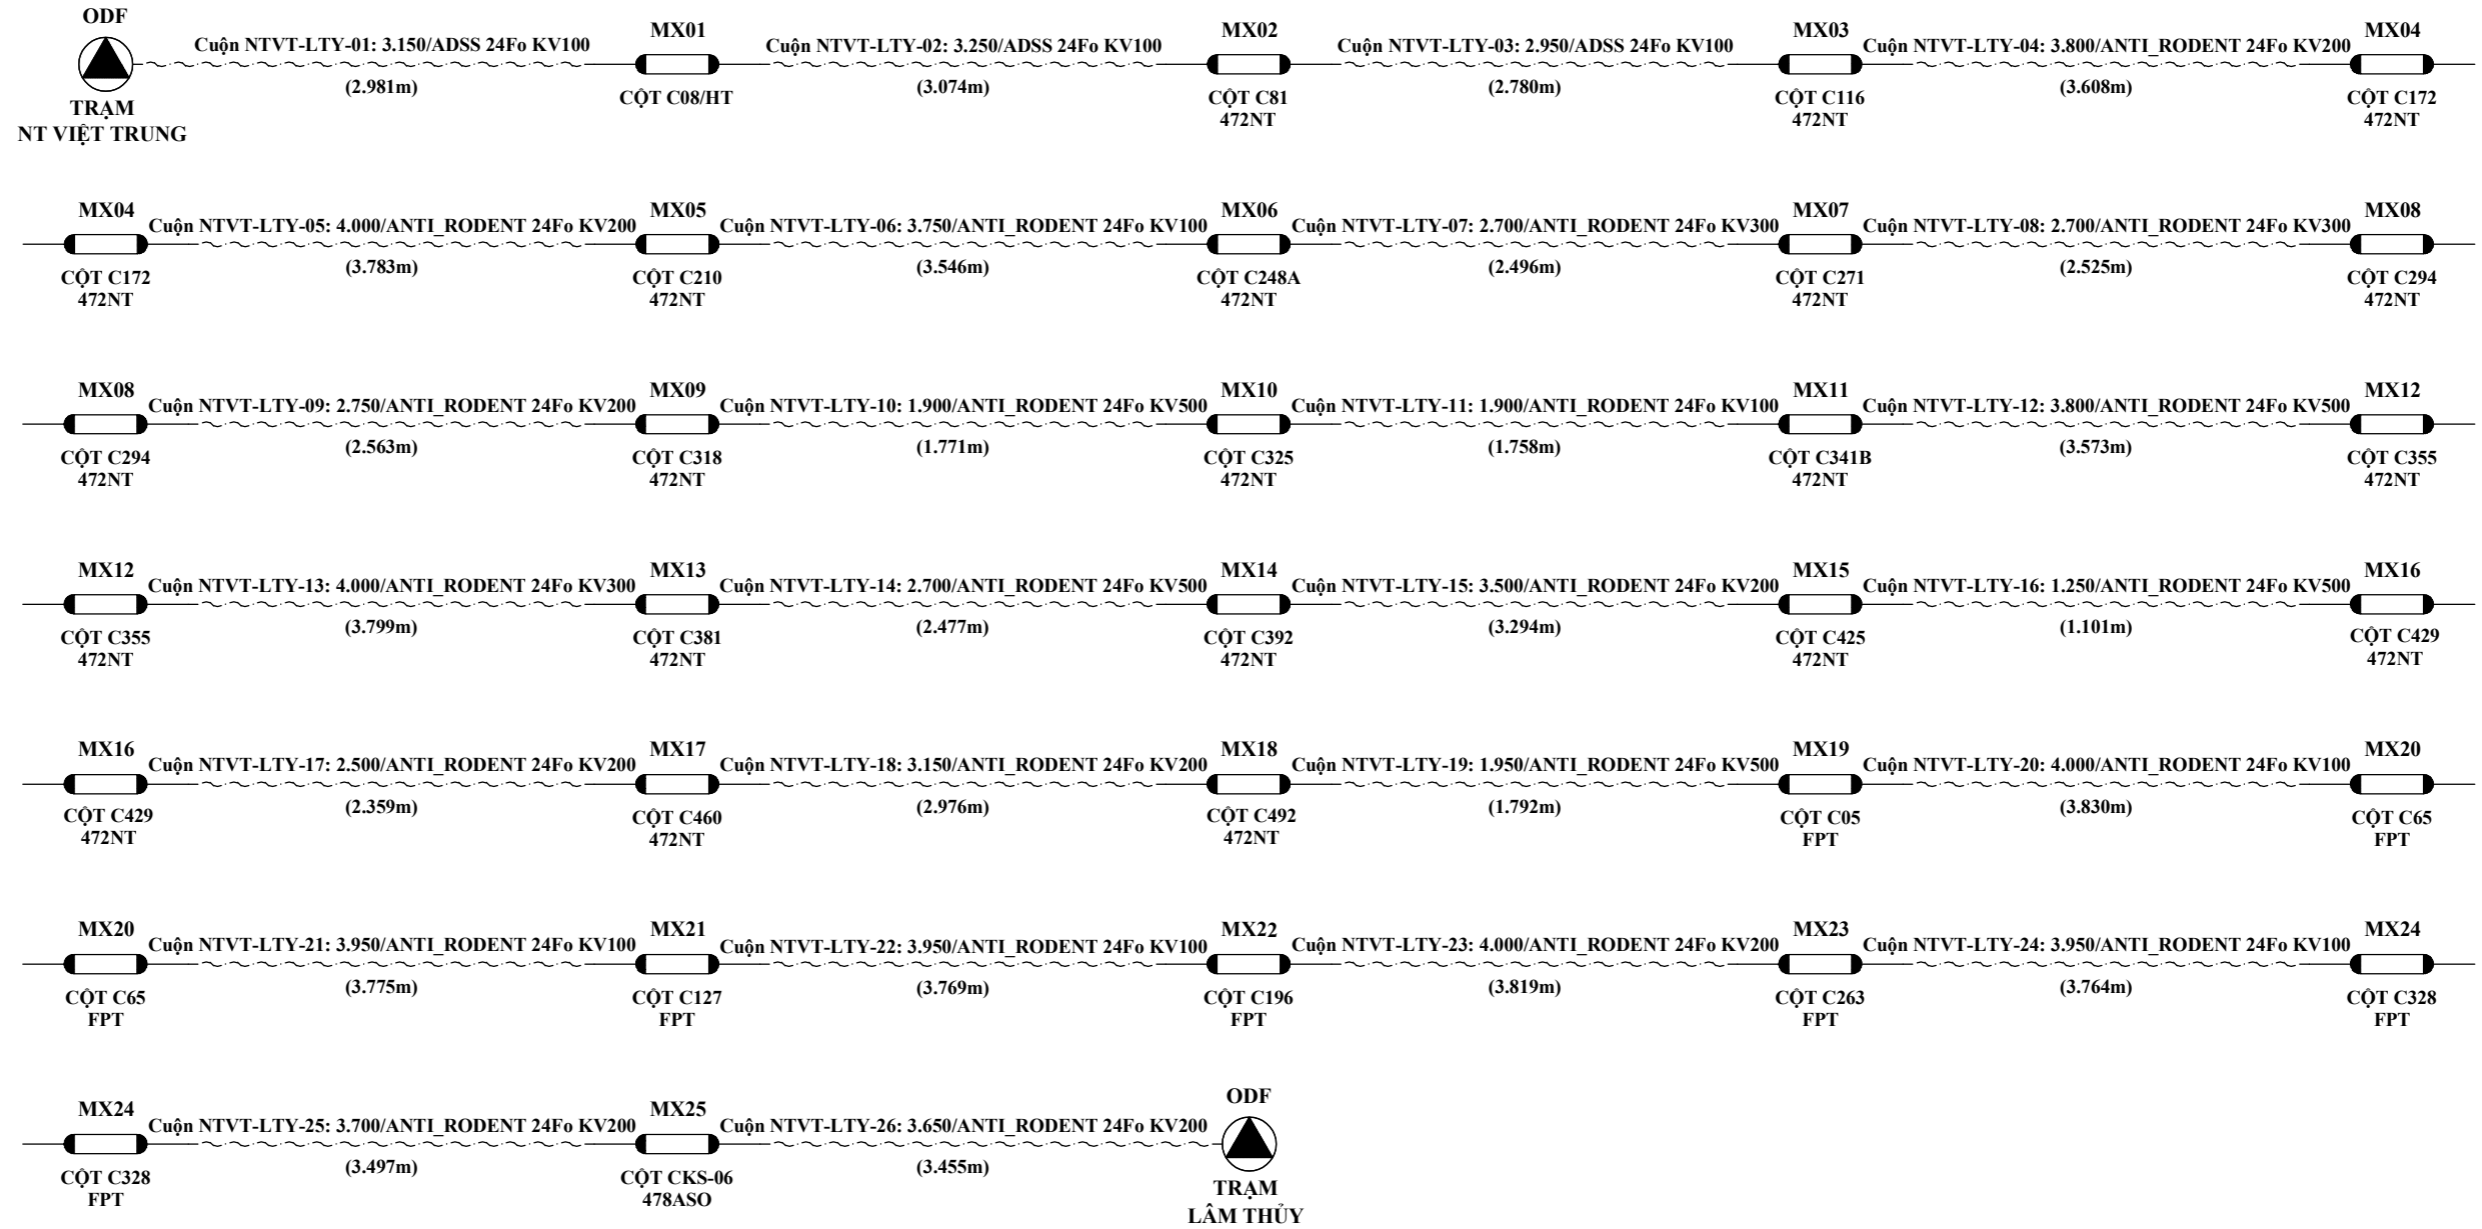 ODF
MX01
MX02
MX03
MX04
Cuộn NTVT-LTY-01: 3.150/ADSS 24Fo KV100
Cuộn NTVT-LTY-02: 3.250/ADSS 24Fo KV100
Cuộn NTVT-LTY-03: 2.950/ADSS 24Fo KV100
Cuộn NTVT-LTY-04: 3.800/ANTI_RODENT 24Fo KV200
(2.981m)
(3.074m)
(2.780m)
(3.608m)
TRẠM
NT VIỆT TRUNG
CỘT C08/HT
CỘT C81
472NT
CỘT C116
472NT
CỘT C172
472NT
MX04
MX05
MX06
MX07
MX08
Cuộn NTVT-LTY-05: 4.000/ANTI_RODENT 24Fo KV200
Cuộn NTVT-LTY-06: 3.750/ANTI_RODENT 24Fo KV100
Cuộn NTVT-LTY-07: 2.700/ANTI_RODENT 24Fo KV300
Cuộn NTVT-LTY-08: 2.700/ANTI_RODENT 24Fo KV300
(3.783m)
(3.546m)
(2.496m)
(2.525m)
CỘT C172
472NT
CỘT C210
472NT
CỘT C248A
472NT
CỘT C271
472NT
CỘT C294
472NT
MX08
MX09
MX10
MX11
MX12
Cuộn NTVT-LTY-09: 2.750/ANTI_RODENT 24Fo KV200
Cuộn NTVT-LTY-10: 1.900/ANTI_RODENT 24Fo KV500
Cuộn NTVT-LTY-11: 1.900/ANTI_RODENT 24Fo KV100
Cuộn NTVT-LTY-12: 3.800/ANTI_RODENT 24Fo KV500
(2.563m)
(1.771m)
(1.758m)
(3.573m)
CỘT C294
472NT
CỘT C318
472NT
CỘT C325
472NT
CỘT C341B
472NT
CỘT C355
472NT
MX12
MX13
MX14
MX15
MX16
Cuộn NTVT-LTY-13: 4.000/ANTI_RODENT 24Fo KV300
Cuộn NTVT-LTY-14: 2.700/ANTI_RODENT 24Fo KV500
Cuộn NTVT-LTY-15: 3.500/ANTI_RODENT 24Fo KV200
Cuộn NTVT-LTY-16: 1.250/ANTI_RODENT 24Fo KV500
(3.799m)
(2.477m)
(3.294m)
(1.101m)
CỘT C355
472NT
CỘT C381
472NT
CỘT C392
472NT
CỘT C425
472NT
CỘT C429
472NT
MX16
MX17
MX18
MX19
MX20
Cuộn NTVT-LTY-17: 2.500/ANTI_RODENT 24Fo KV200
Cuộn NTVT-LTY-18: 3.150/ANTI_RODENT 24Fo KV200
Cuộn NTVT-LTY-19: 1.950/ANTI_RODENT 24Fo KV500
Cuộn NTVT-LTY-20: 4.000/ANTI_RODENT 24Fo KV100
(2.359m)
(2.976m)
(1.792m)
(3.830m)
CỘT C429
472NT
CỘT C460
472NT
CỘT C492
472NT
CỘT C05
FPT
CỘT C65
FPT
MX20
MX21
MX22
MX23
MX24
Cuộn NTVT-LTY-21: 3.950/ANTI_RODENT 24Fo KV100
Cuộn NTVT-LTY-22: 3.950/ANTI_RODENT 24Fo KV100
Cuộn NTVT-LTY-23: 4.000/ANTI_RODENT 24Fo KV200
Cuộn NTVT-LTY-24: 3.950/ANTI_RODENT 24Fo KV100
(3.775m)
(3.769m)
(3.819m)
(3.764m)
CỘT C65
FPT
CỘT C127
FPT
CỘT C196
FPT
CỘT C263
FPT
CỘT C328
FPT
MX24
MX25
ODF
Cuộn NTVT-LTY-25: 3.700/ANTI_RODENT 24Fo KV200
Cuộn NTVT-LTY-26: 3.650/ANTI_RODENT 24Fo KV200
(3.497m)
(3.455m)
CỘT C328
FPT
CỘT CKS-06
478ASO
TRẠM
LÂM THỦY